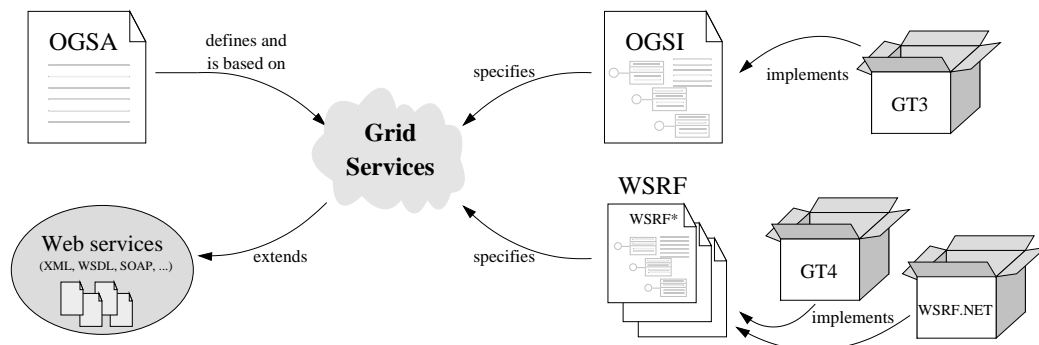 OGSA
defines and
is based on
Grid
Services
specifies
OGSI
implements
GT3
Web services
(XML, WSDL, SOAP, ...)
extends
specifies
WSRF
WSRF*
GT4
implements
WSRF.NET